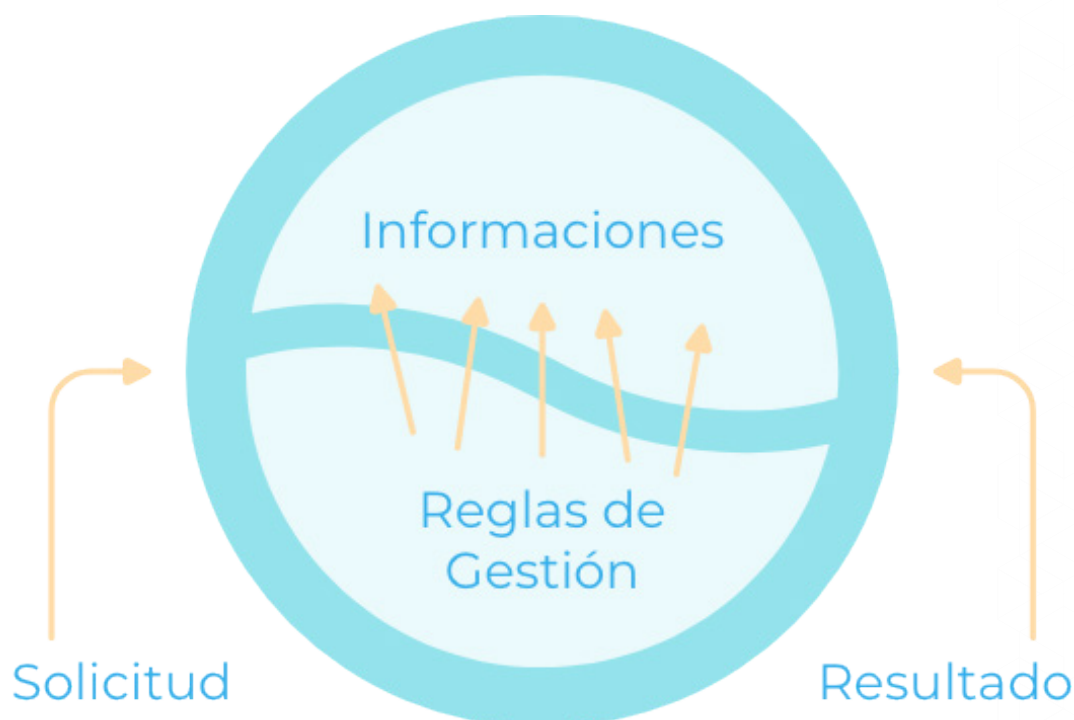 Informaciones
Reglas de
Gestión
Solicitud
Resultado